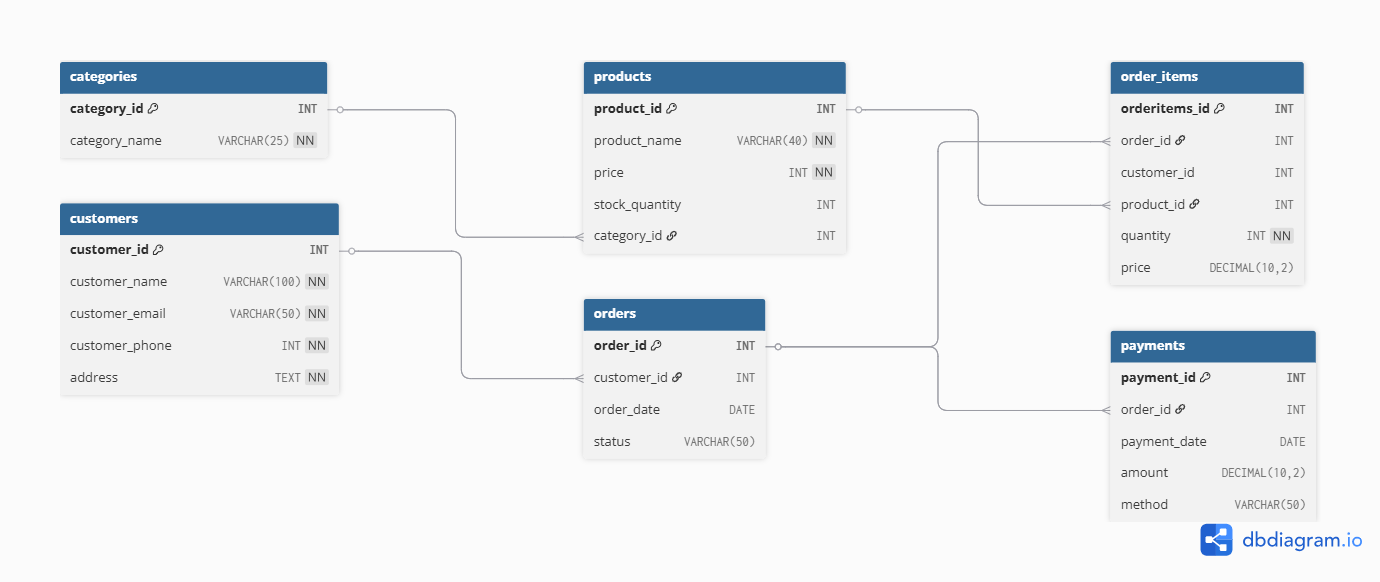 categories
category_id INT
category_name VARCHAR(25) NN
customers
customer_id INT
customer_name VARCHAR(100) NN
customer_email VARCHAR(50) NN
customer_phone INT NN
address TEXT NN
products
product_id INT
product_name VARCHAR(40) NN
price INT NN
stock_quantity INT
category_id INT
orders
order_id INT
customer_id INT
order_date DATE
status VARCHAR(50)
order_items
orderitems_id INT
order_id INT
customer_id INT
product_id INT
quantity INT NN
price DECIMAL(10,2)
payments
payment_id INT
order_id INT
payment_date DATE
amount DECIMAL(10,2)
method VARCHAR(50)
dbdiagram.io